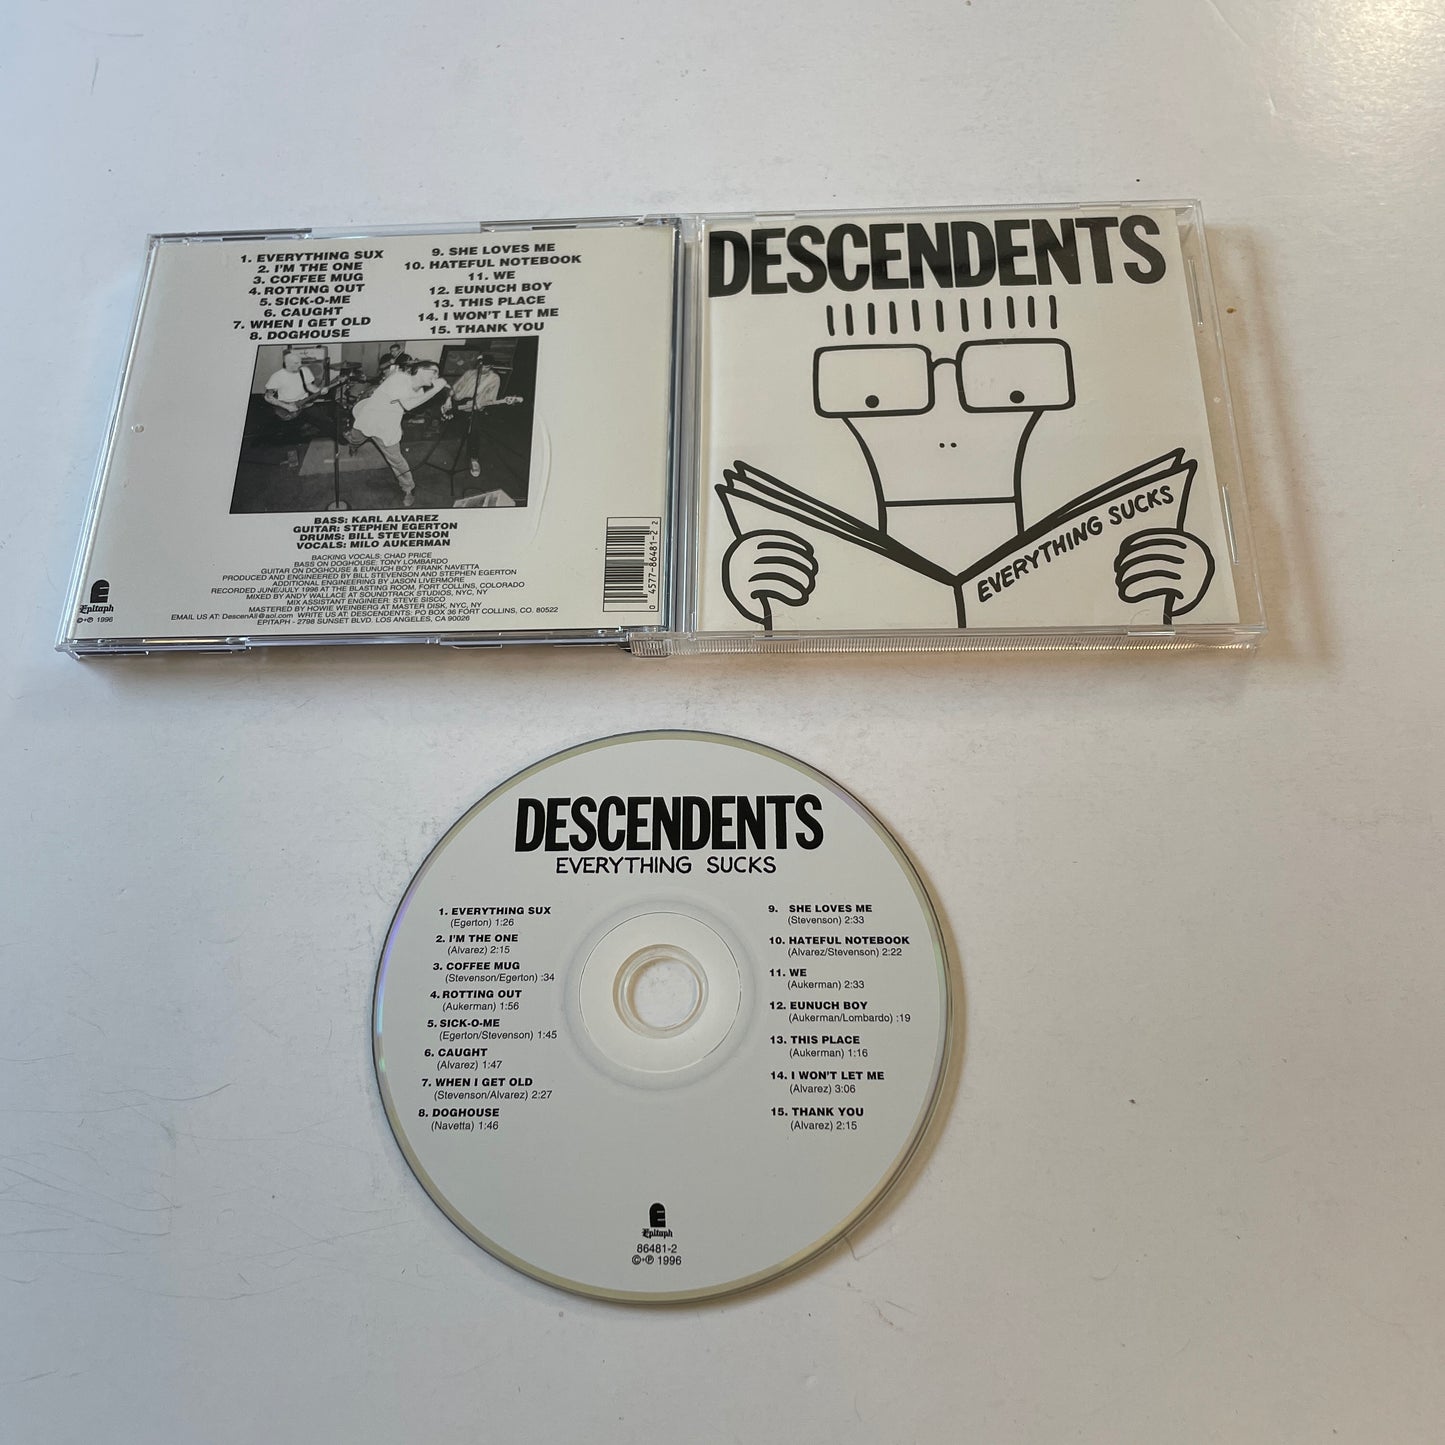 1. EVERYTHING SUX
2. I'M THE ONE
3. COFFEE MUG
4. ROTTING OUT
5. SICK-O-ME
6. CAUGHT
7. WHEN I GET OLD
8. DOGHOUSE
9. SHE LOVES ME
10. HATEFUL NOTEBOOK
11. WE
12. EUNUCH BOY
13. THIS PLACE
14. I WON'T LET ME
15. THANK YOU
BASS: KARL ALVAREZ
GUITAR: STEPHEN EGERTON
DRUMS: BILL STEVENSON
VOCALS: MILO AUKERMAN
BACKING VOCALS: CHAD PRICE
BASS ON DOGHOUSE: TONY LOMBARDO
GUITAR ON DOGHOUSE & EUNUCH BOY: FRANK NAVETTA
PRODUCED AND ENGINEERED BY BILL STEVENSON AND STEPHEN EGERTON
ADDITIONAL ENGINEERING BY JASON LIVERMORE
RECORDED JUNE/JULY 1996 AT THE BLASTING ROOM, FORT COLLINS, COLORADO
MIXED BY ANDY WALLACE AT SOUNDTRACK STUDIOS, NYC, NY
MIX ASSISTANT ENGINEER: STEVE SISCO
MASTERED BY HOWIE WEINBERG AT MASTER DISK, NYC, NY
EMAIL US AT: DescenAll@aol.com WRITE US AT: DESCENDENTS: PO BOX 36 FORT COLLINS, CO. 80522
EPITAPH - 2798 SUNSET BLVD. LOS ANGELES, CA 90026
Epitaph
©+℗ 1996
0 4577-86481-2 2
DESCENDENTS
EVERYTHING SUCKS
DESCENDENTS
EVERYTHING SUCKS
1. EVERYTHING SUX
(Egerton) 1:26
2. I'M THE ONE
(Alvarez) 2:15
3. COFFEE MUG
(Stevenson/Egerton) :34
4. ROTTING OUT
(Aukerman) 1:56
5. SICK-O-ME
(Egerton/Stevenson) 1:45
6. CAUGHT
(Alvarez) 1:47
7. WHEN I GET OLD
(Stevenson/Alvarez) 2:27
8. DOGHOUSE
(Navetta) 1:46
9. SHE LOVES ME
(Stevenson) 2:33
10. HATEFUL NOTEBOOK
(Alvarez/Stevenson) 2:22
11. WE
(Aukerman) 2:33
12. EUNUCH BOY
(Aukerman/Lombardo) :19
13. THIS PLACE
(Aukerman) 1:16
14. I WON'T LET ME
(Alvarez) 3:06
15. THANK YOU
(Alvarez) 2:15
Epitaph
86481-2
©+℗ 1996